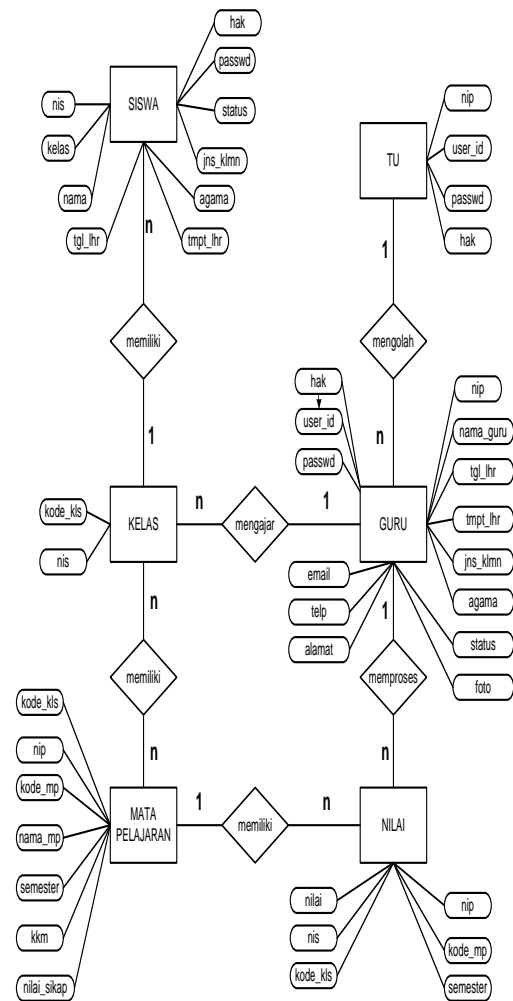 hak
passwd
SISWA
nis
status
kelas
jns_klmn
nama
agama
tgl_lhr
n
tmpt_lhr
memiliki
1
nip
user_id
TU
passwd
hak
1
mengolah
n
hak
user_id
passwd
nip
nama_guru
tgl_lhr
tmpt_lhr
jns_klmn
agama
status
foto
kode_kls
nis
KELAS
n
mengajar
1
GURU
email
telp
alamat
n
memiliki
n
1
memproses
n
kode_kls
nip
kode_mp
nama_mp
semester
kkm
nilai_sikap
MATA
PELAJARAN
1
memiliki
n
NILAI
nilai
nis
kode_kls
nip
kode_mp
semester